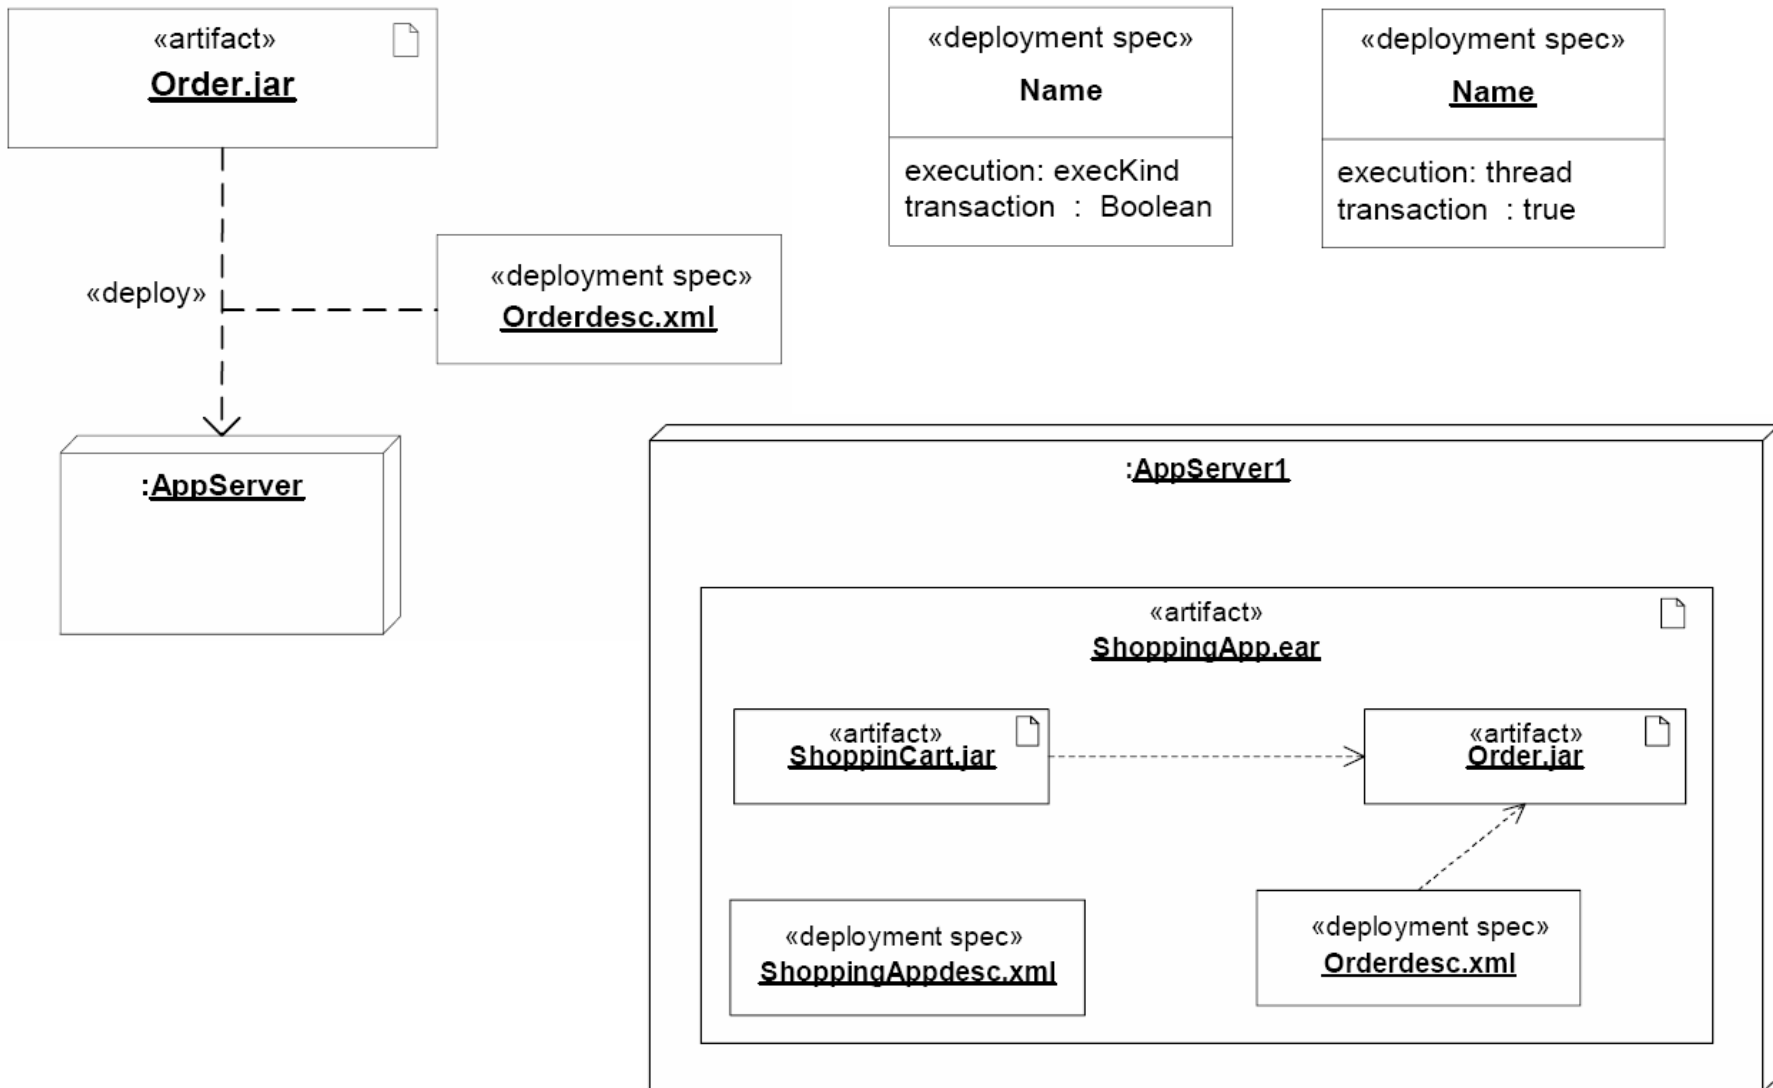 «artifact»
Order.jar
«deploy»
«deployment spec»
Orderdesc.xml
:AppServer
«deployment spec»
Name
execution: execKind
transaction : Boolean
«deployment spec»
Name
execution: thread
transaction : true
:AppServer1
«artifact»
ShoppingApp.ear
«artifact»
ShoppinCart.jar
«artifact»
Order.jar
«deployment spec»
ShoppingAppdesc.xml
«deployment spec»
Orderdesc.xml